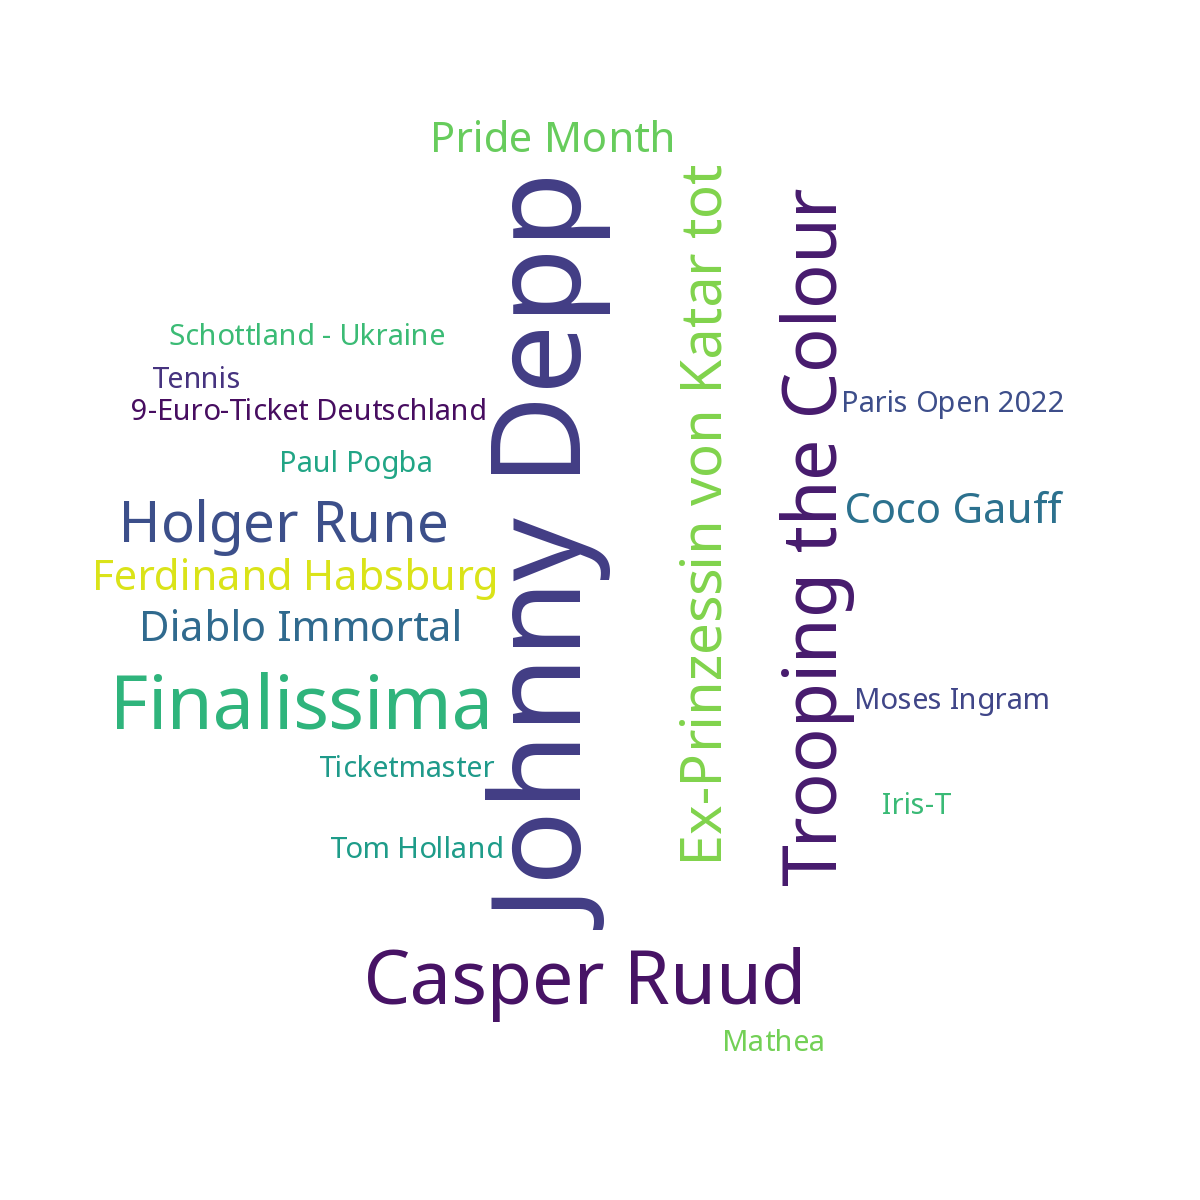 Pride Month
Johnny Depp
Ex-Prinzessin von Katar tot
Trooping the Colour
Schottland - Ukraine
Tennis
9-Euro-Ticket Deutschland
Paris Open 2022
Paul Pogba
Holger Rune
Coco Gauff
Ferdinand Habsburg
Diablo Immortal
Finalissima
Moses Ingram
Ticketmaster
Iris-T
Tom Holland
Casper Ruud
Mathea